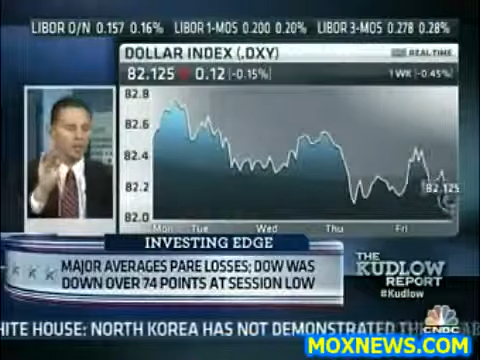 LIBOR O/N 0.157 0.16% LIBOR 1-MOS 0.200 0.20% LIBOR 3-MOS 0.278 0.28%
DOLLAR INDEX (.DXY)
REALTIME
82.125 0.12 (-0.15%) 1 WK (-0.45%)
82.8
82.6
82.4
82.2
82.0
82.125
Mon Tue Wed Thu Fri
INVESTING EDGE
MAJOR AVERAGES PARE LOSSES; DOW WAS
DOWN OVER 74 POINTS AT SESSION LOW
THE
KUDLOW
REPORT
#Kudlow
CNBC
HITE HOUSE: NORTH KOREA HAS NOT DEMONSTRATED THE
MOXNEWS.COM